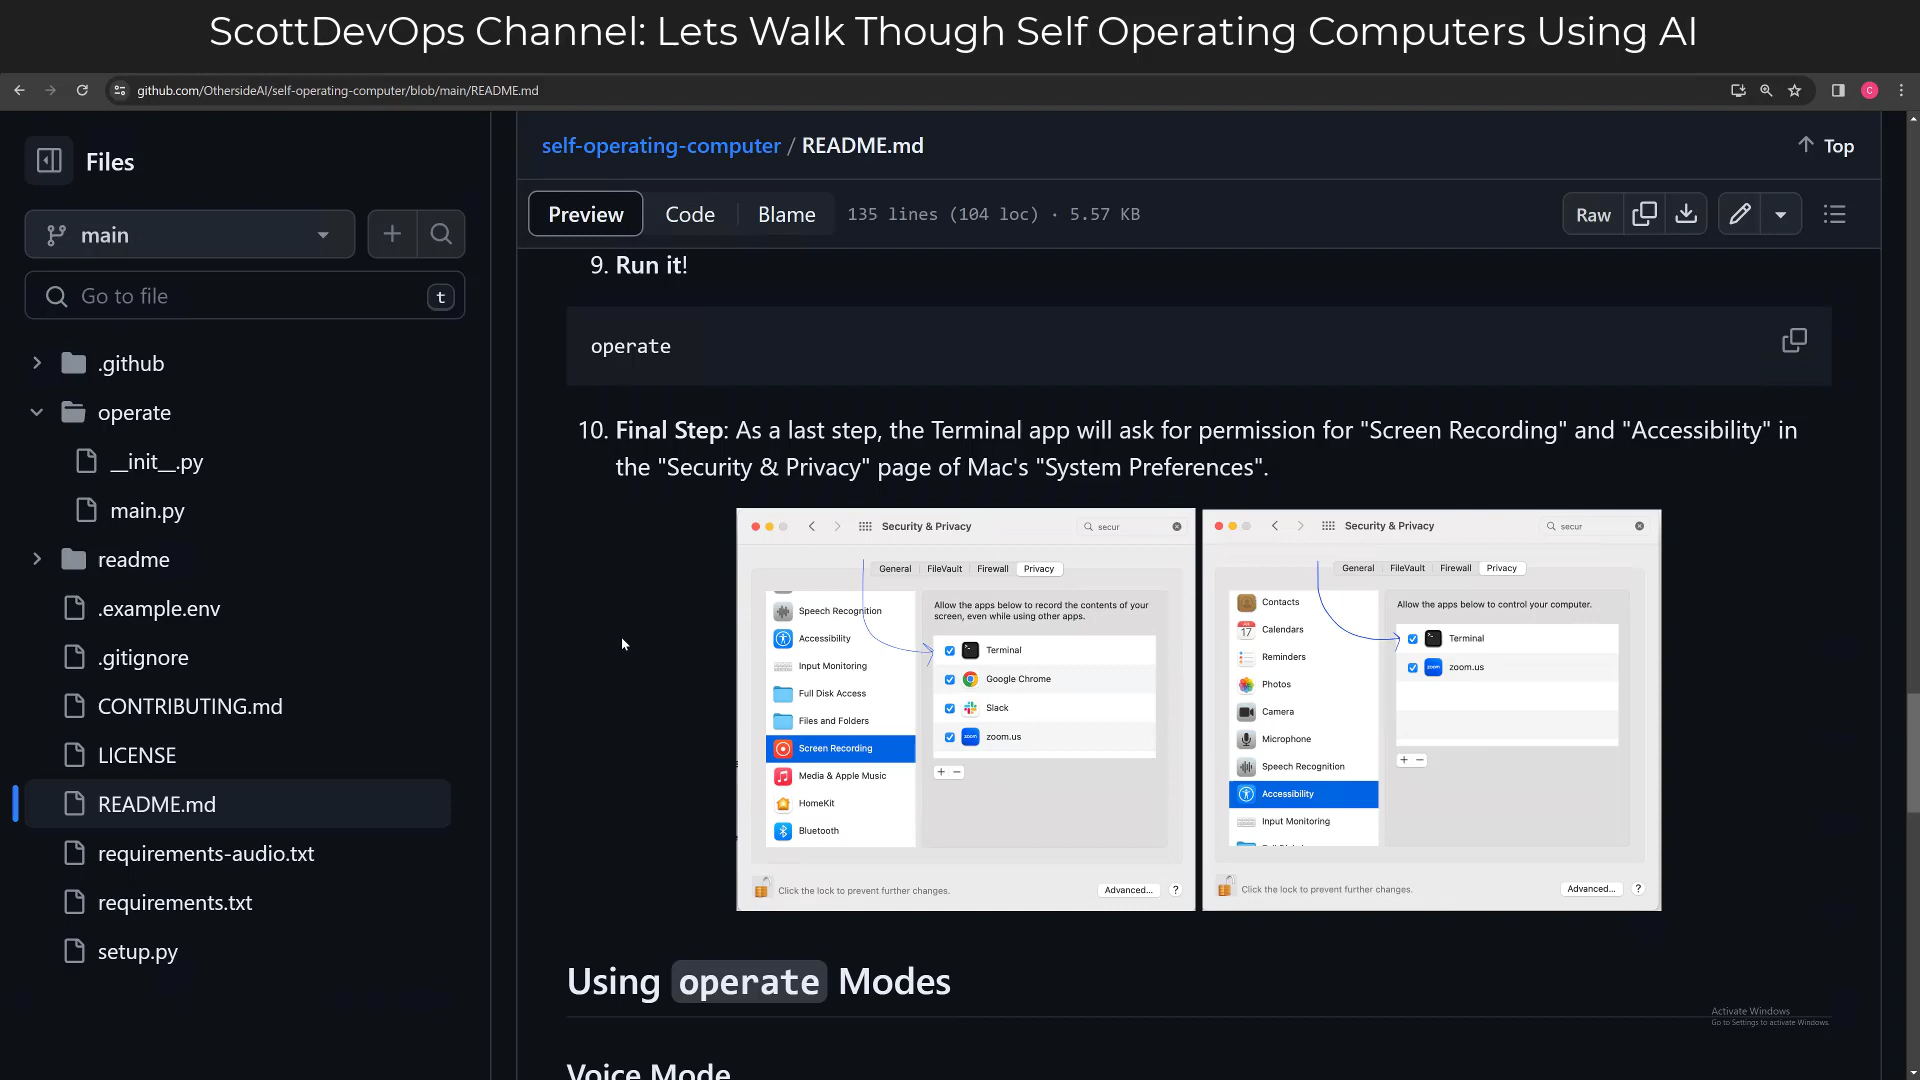 ScottDevOps Channel: Lets Walk Though Self Operating Computers Using AI
github.com/OthersideAI/self-operating-computer/blob/main/README.md
C
Files
main
Go to file
t
.github
operate
__init__.py
main.py
readme
.example.env
.gitignore
CONTRIBUTING.md
LICENSE
README.md
requirements-audio.txt
requirements.txt
setup.py
self-operating-computer / README.md
Top
Preview
Code
Blame
135 lines (104 loc) · 5.57 KB
Raw
9. Run it!
operate
10. Final Step: As a last step, the Terminal app will ask for permission for "Screen Recording" and "Accessibility" in
the "Security & Privacy" page of Mac's "System Preferences".
Security & Privacy
secur
General
FileVault
Firewall
Privacy
Speech Recognition
Accessibility
Input Monitoring
Full Disk Access
Files and Folders
Screen Recording
Media & Apple Music
HomeKit
Bluetooth
Allow the apps below to record the contents of your
screen, even while using other apps.
Terminal
Google Chrome
Slack
zoom
zoom.us
+ −
Click the lock to prevent further changes.
Advanced...
?
Security & Privacy
secur
General
FileVault
Firewall
Privacy
Contacts
17
Calendars
Reminders
Photos
Camera
Microphone
Speech Recognition
Accessibility
Input Monitoring
Allow the apps below to control your computer.
Terminal
zoom
zoom.us
+ −
Click the lock to prevent further changes.
Advanced...
?
Using operate Modes
Voice Mode
Activate Windows
Go to Settings to activate Windows.